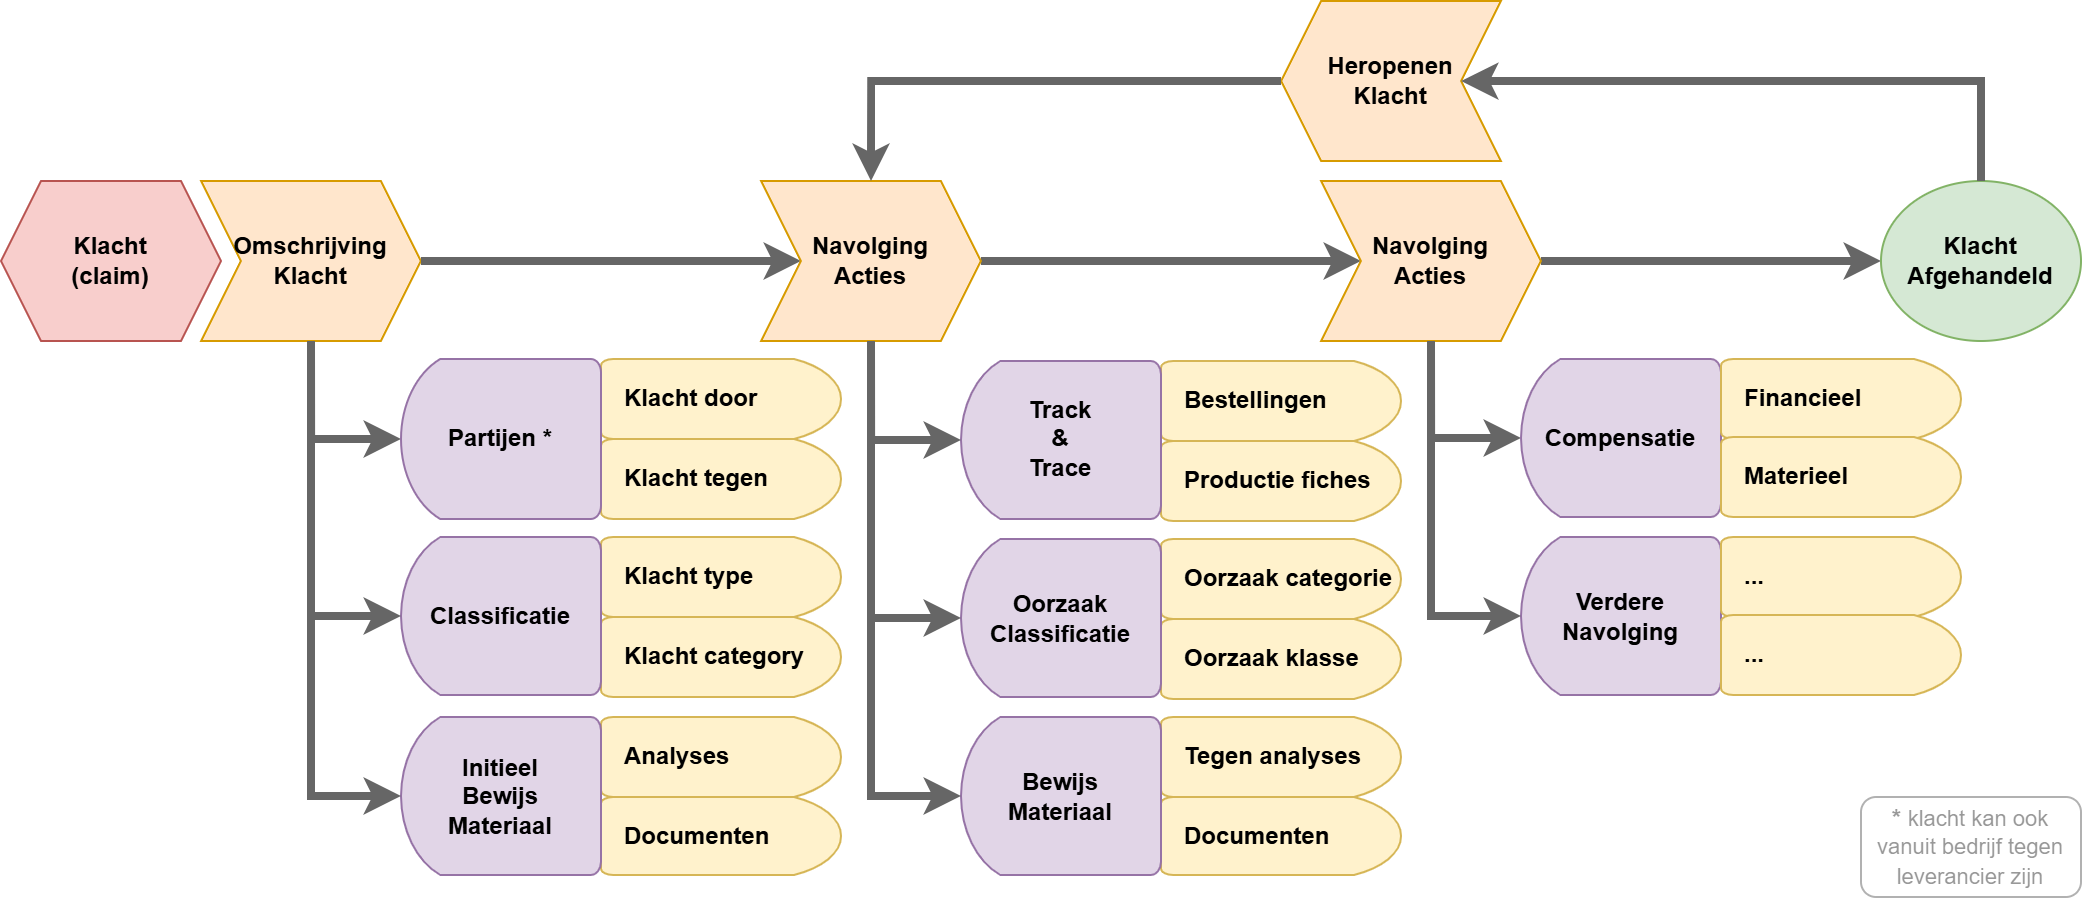 Heropenen
Klacht
Klacht
(claim)
Omschrijving
Klacht
Navolging
Acties
Navolging
Acties
Klacht
Afgehandeld
Partijen *
Klacht door
Klacht tegen
Classificatie
Klacht type
Klacht category
Initieel
Bewijs
Materiaal
Analyses
Documenten
Track
&
Trace
Bestellingen
Productie fiches
Oorzaak
Classificatie
Oorzaak categorie
Oorzaak klasse
Bewijs
Materiaal
Tegen analyses
Documenten
Compensatie
Financieel
Materieel
Verdere
Navolging
...
...
* klacht kan ook
vanuit bedrijf tegen
leverancier zijn